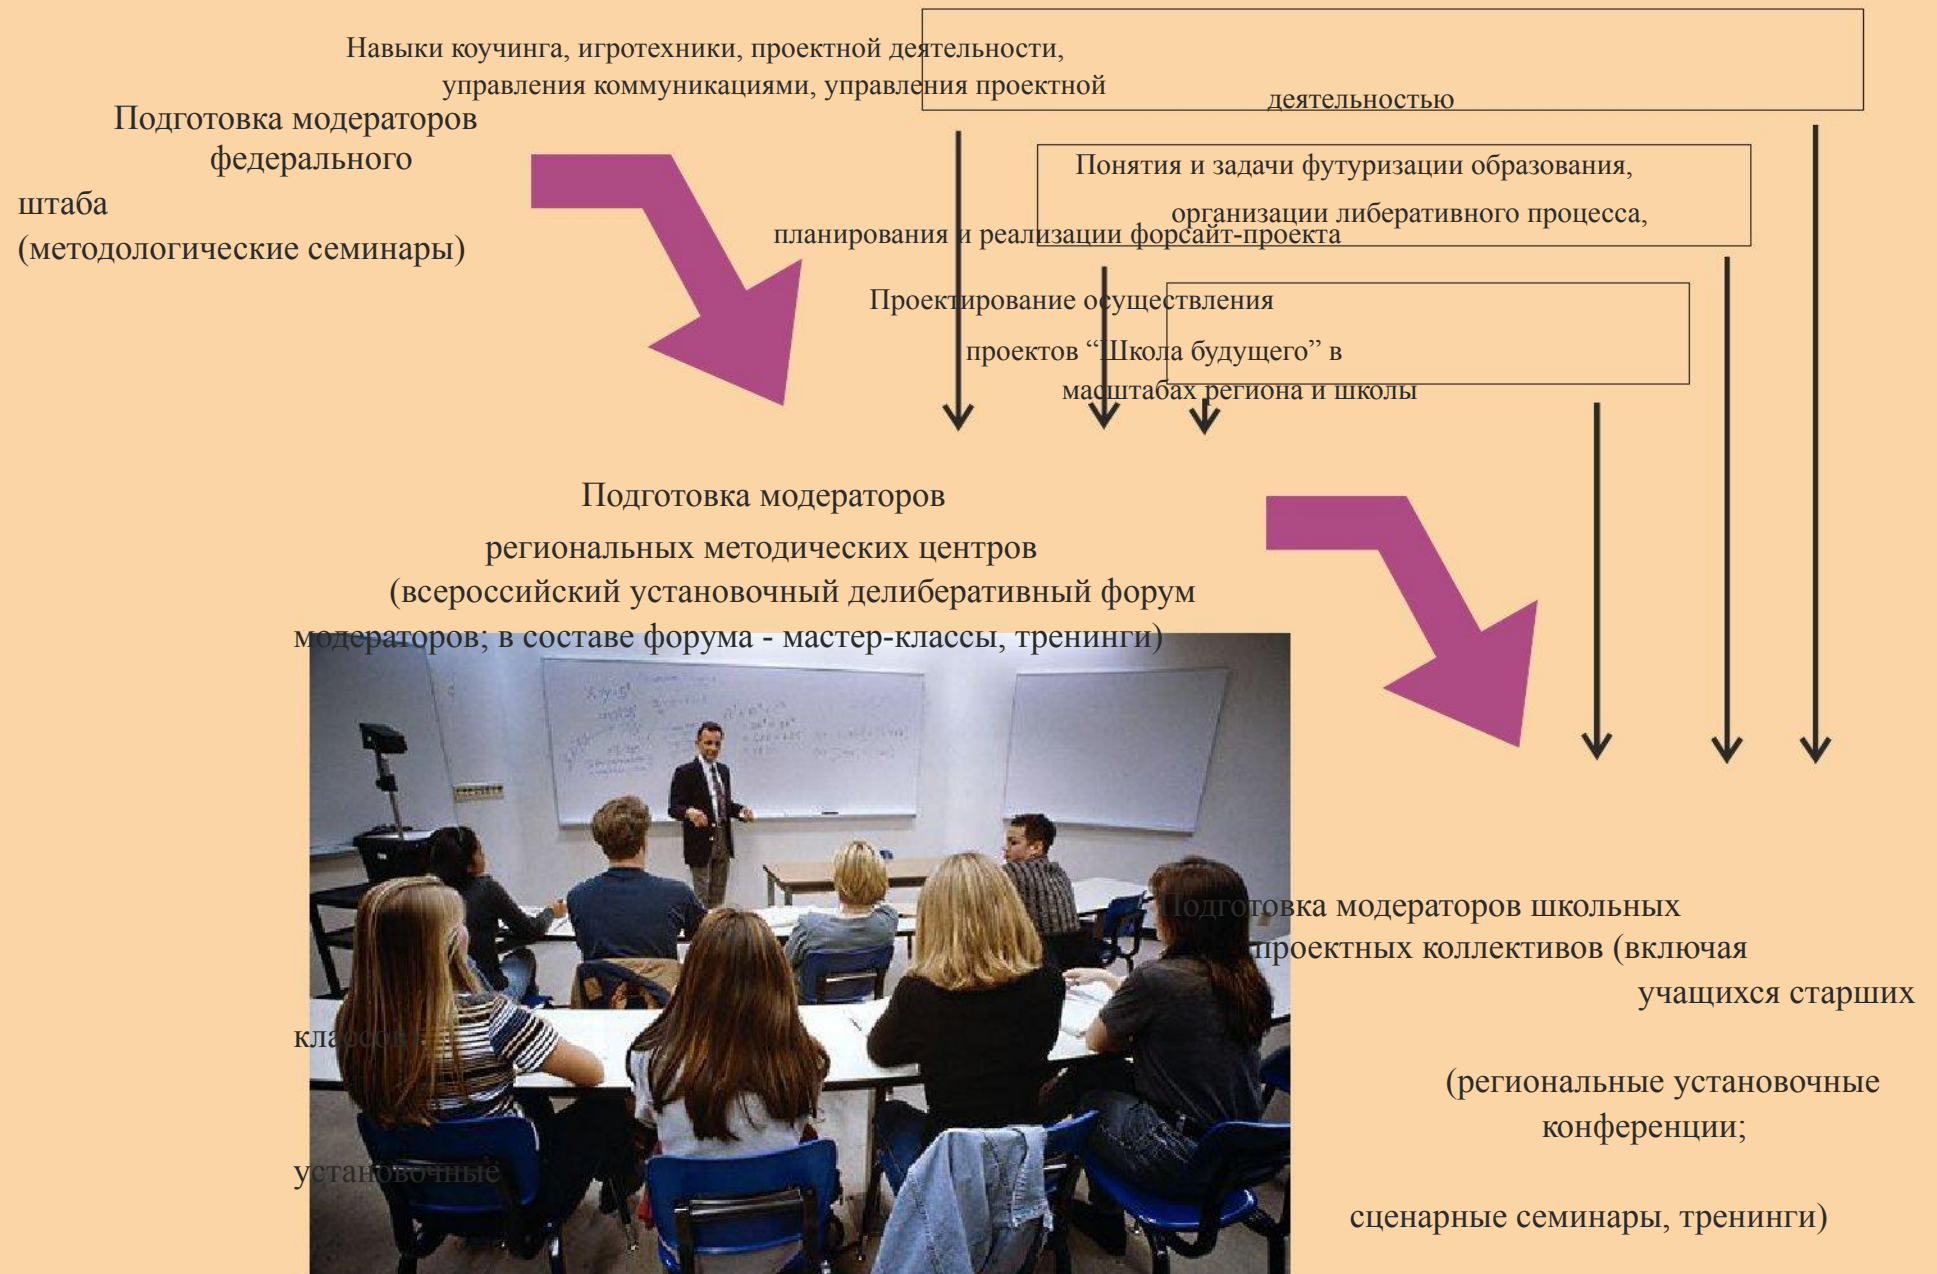 Навыки коучинга, игротехники, проектной деятельности,
управления коммуникациями, управления проектной
деятельностью
Подготовка модераторов
федерального
штаба
(методологические семинары)
Понятия и задачи футуризации образования,
организации либеративного процесса,
планирования и реализации форсайт-проекта
Проектирование осуществления
проектов “Школа будущего” в
масштабах региона и школы
Подготовка модераторов
региональных методических центров
(всероссийский установочный делиберативный форум
модераторов; в составе форума - мастер-классы, тренинги)
Подготовка модераторов школьных
проектных коллективов (включая
учащихся старших
классов)
(региональные установочные
конференции;
установочные
сценарные семинары, тренинги)